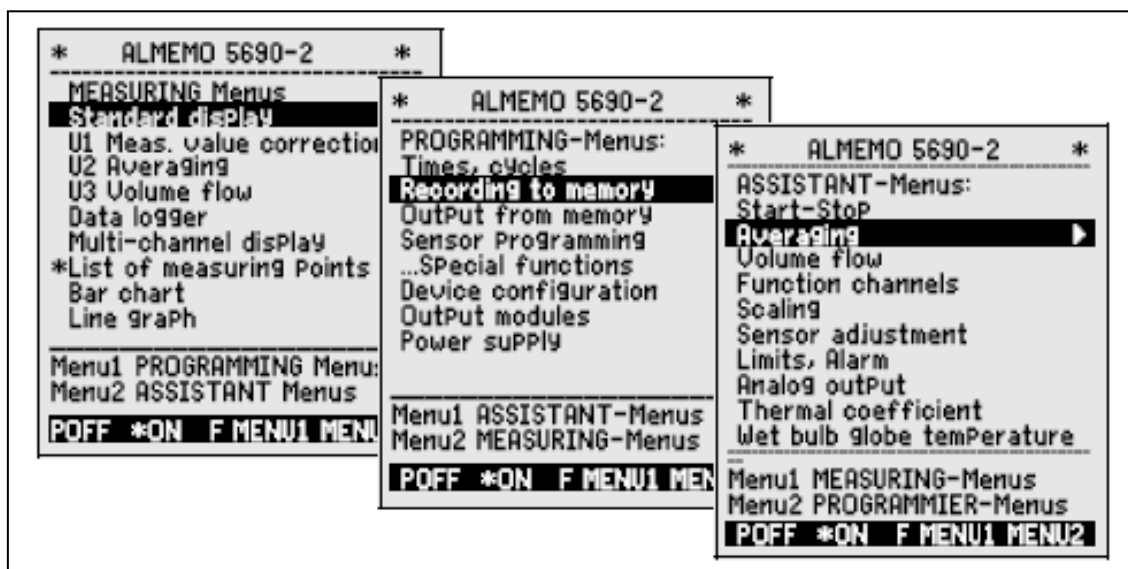 * ALMEMO 5690-2 *
MEASURING Menus
Standard display
U1 Meas. value correction
U2 Averaging
U3 Volume flow
Data logger
Multi-channel display
*List of measuring Points
Bar chart
Line graph
Menu1 PROGRAMMING Menu
Menu2 ASSISTANT Menus
POFF *ON F MENU1 MENU
* ALMEMO 5690-2 *
PROGRAMMING-Menus:
Times, cycles
Recording to memory
Output from memory
Sensor Programming
...Special functions
Device configuration
Output modules
Power supply
Menu1 ASSISTANT-Menus
Menu2 MEASURING-Menus
POFF *ON F MENU1 MEN
* ALMEMO 5690-2 *
ASSISTANT-Menus:
Start-Stop
Averaging ▶
Volume flow
Function channels
Scaling
Sensor adjustment
Limits, Alarm
Analog output
Thermal coefficient
Wet bulb globe temperature
Menu1 MEASURING-Menus
Menu2 PROGRAMMIER-Menus
POFF *ON F MENU1 MENU2